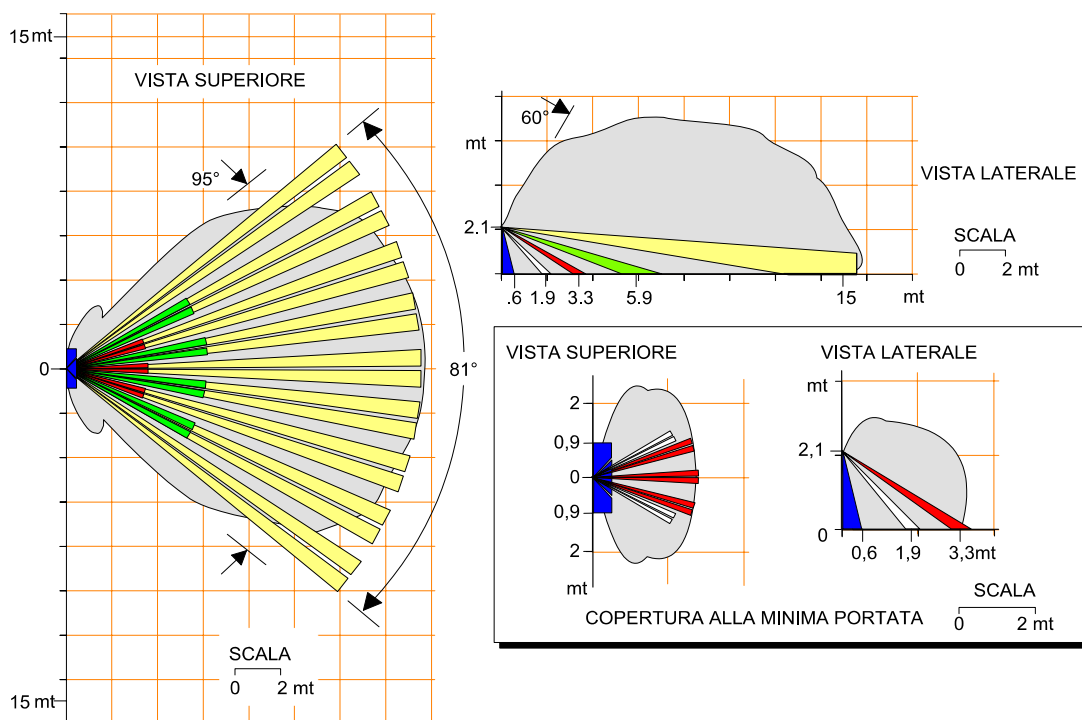 15 mt
VISTA SUPERIORE
95°
0
81°
SCALA
0 2 mt
15 mt
60°
mt
VISTA LATERALE
2.1
SCALA
0 2 mt
.6 1.9 3.3 5.9 15 mt
VISTA SUPERIORE
2
0,9
0
0,9
2
mt
VISTA LATERALE
mt
2,1
0
0,6 1,9 3,3mt
COPERTURA ALLA MINIMA PORTATA
SCALA
0 2 mt